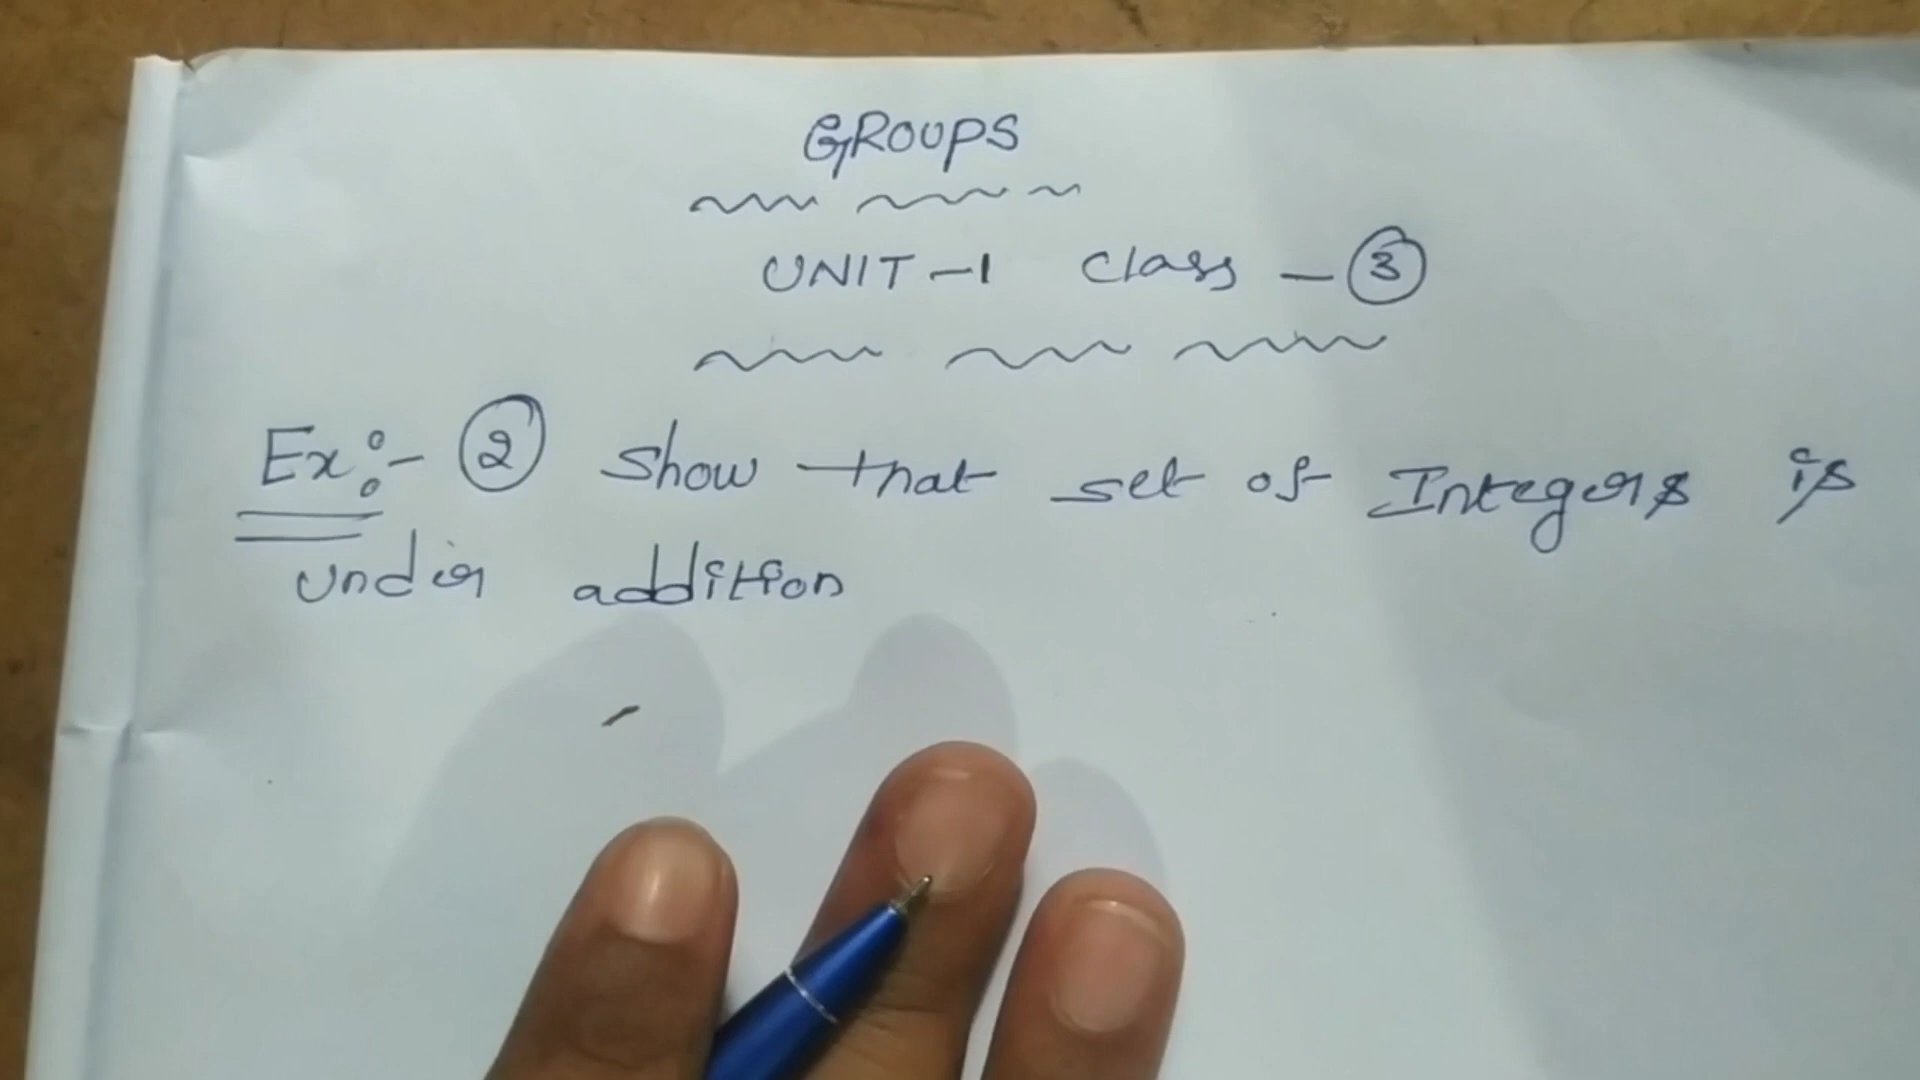 GROUPS
UNIT-1 Class - 3
Ex:- 2 Show that set of Integers is
under addition